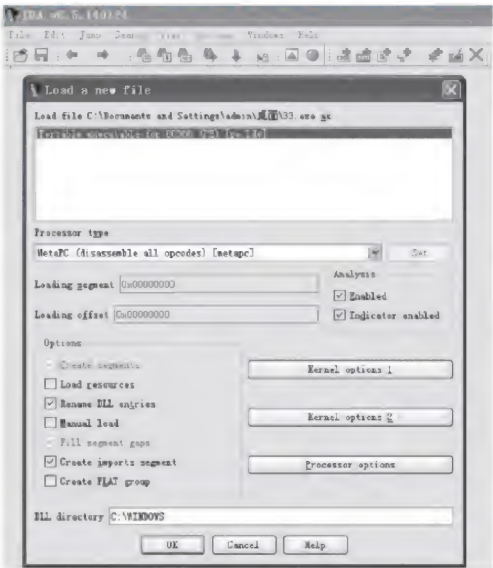 IDA v6.5.140124
File Edit Jump Windows Help
Load a new file
Load file C:\Documents and Settings\admin\桌面\33.exe as
Portable executable for 80386 (PE) [pe.ldw]
Processor type
MetaPC (disassemble all opcodes) [metapc]
Set
Loading segment 0x00000000
Loading offset 0x00000000
Analysis
Enabled
Indicator enabled
Options
Create segments
Load resources
Rename DLL entries
Manual load
Fill segment gaps
Create imports segment
Create FLAT group
Kernel options 1
Kernel options 2
Processor options
DLL directory C:\WINDOWS
OK Cancel Help